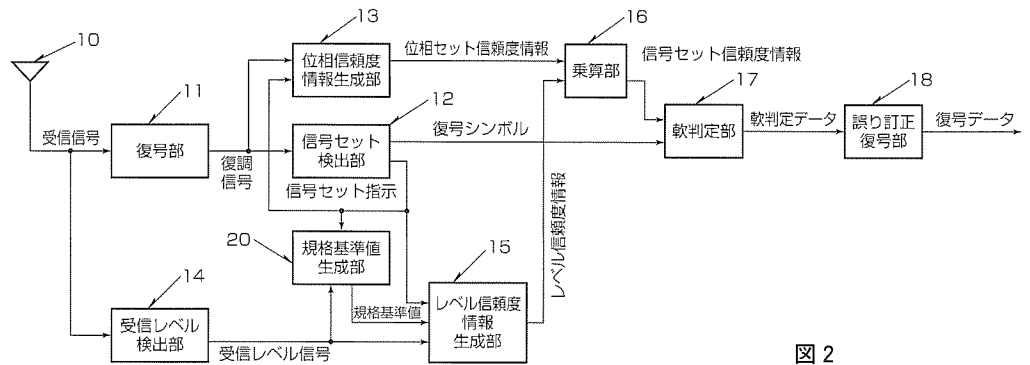 10
受信信号
11
復号部
復調
信号
13
位相信頼度
情報生成部
位相セット信頼度情報
12
信号セット
検出部
復号シンボル
信号セット指示
20
規格基準値
生成部
規格基準値
14
受信レベル
検出部
受信レベル信号
15
レベル信頼度
情報
生成部
レベル信頼度情報
16
乗算部
信号セット信頼度情報
17
軟判定部
軟判定データ
18
誤り訂正
復号部
復号データ
図2